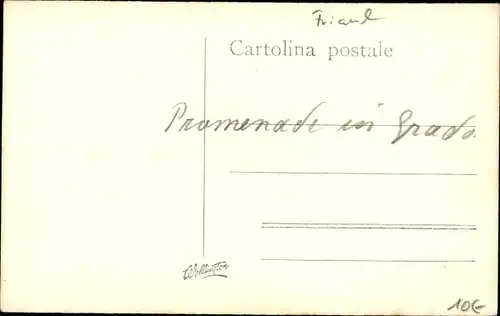 Friaul
Cartolina postale
Promenade in Grado.
Wellington
10€